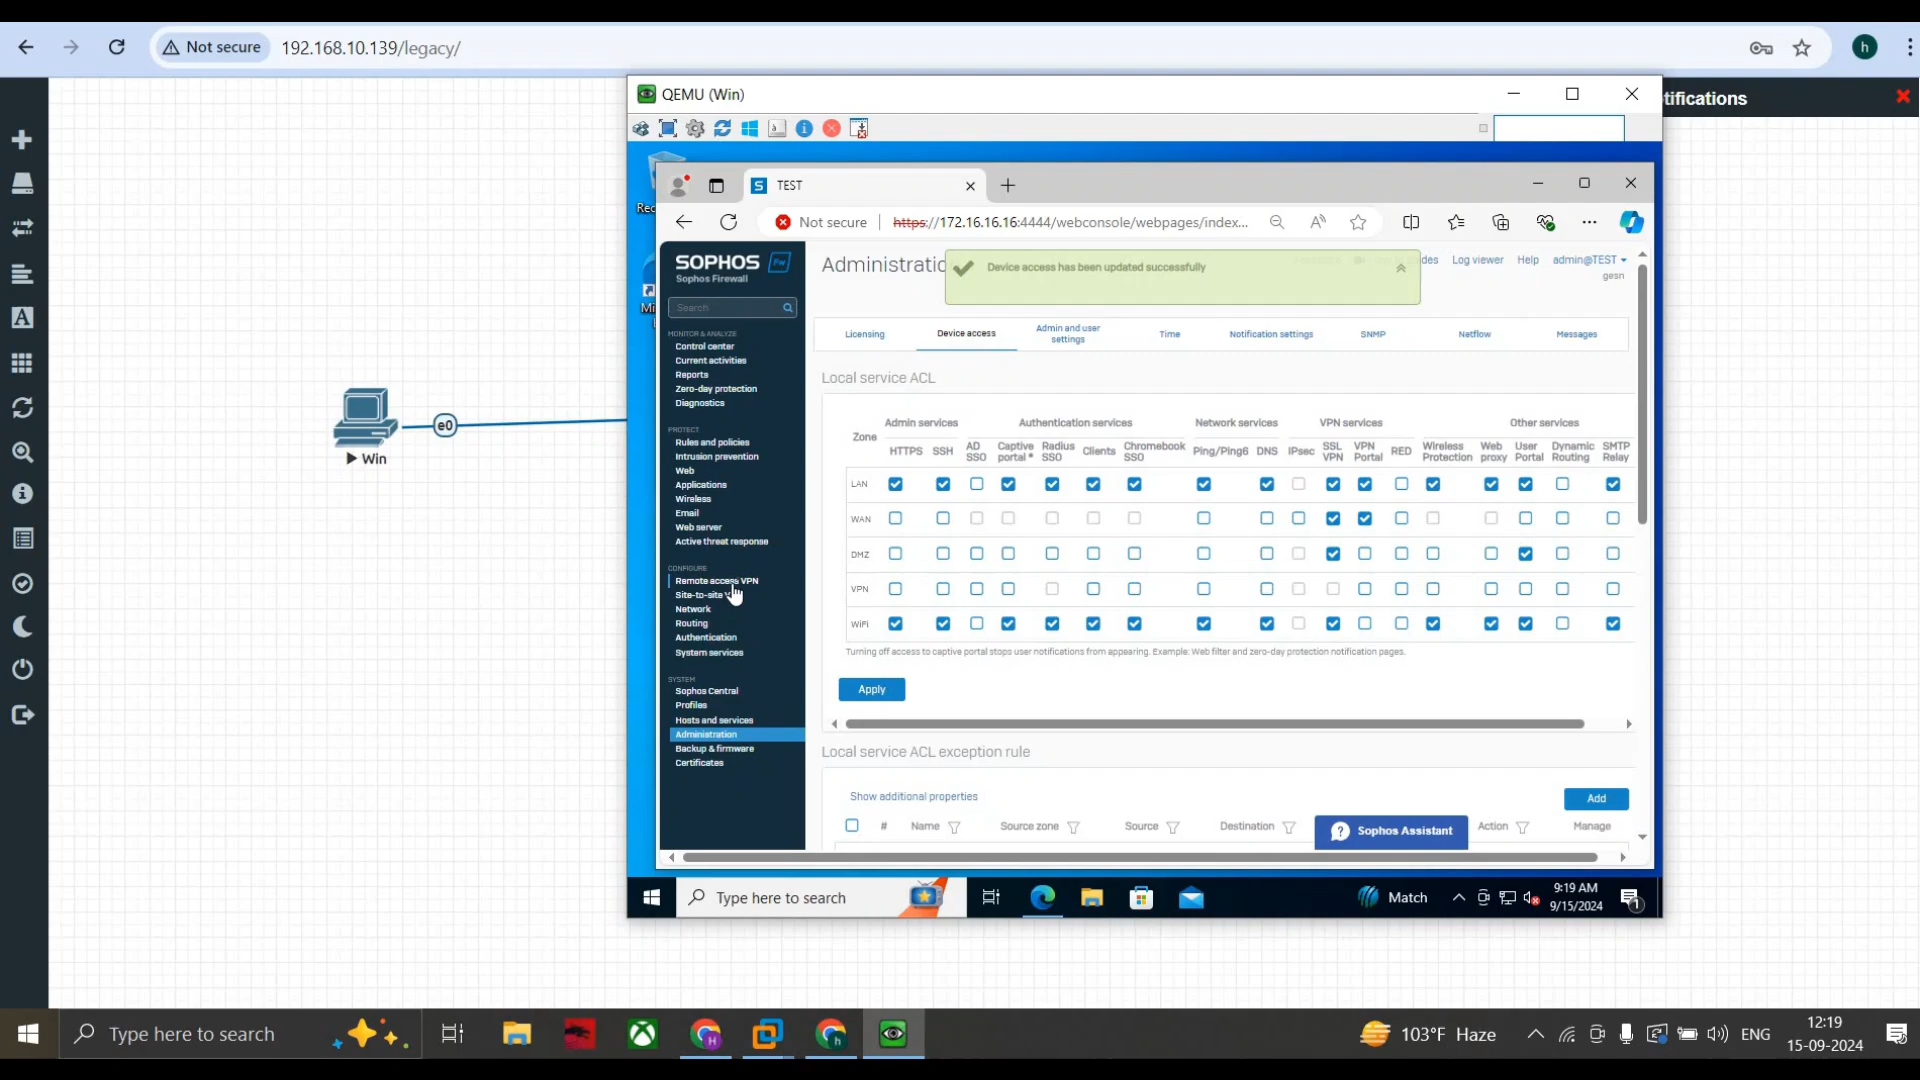 Not secure
192.168.10.139/legacy/
h
QEMU (Win)
tifications
TEST
Not secure
https://172.16.16.16:4444/webconsole/webpages/index...
SOPHOS
Fw
Sophos Firewall
Search
Administratio
Device access has been updated successfully
Log viewer
Help
admin@TEST
Licensing
Device access
Admin and user
settings
Time
Notification settings
SNMP
Netflow
Messages
MONITOR & ANALYZE
Control center
Current activities
Reports
Zero-day protection
Diagnostics
PROTECT
Rules and policies
Intrusion prevention
Web
Applications
Wireless
Email
Web server
Active threat response
CONFIGURE
Remote access VPN
Site-to-site
Network
Routing
Authentication
System services
SYSTEM
Sophos Central
Profiles
Hosts and services
Administration
Backup & firmware
Certificates
Local service ACL
Zone
Admin services
Authentication services
Network services
VPN services
Other services
HTTPS SSH AD SSO Captive portal * Radius SSO Clients Chromebook SSO Ping/Ping6 DNS IPsec SSL VPN VPN Portal RED Wireless Protection Web proxy User Portal Dynamic Routing SMTP Relay
LAN
WAN
DMZ
VPN
WiFi
Turning off access to captive portal stops user notifications from appearing. Example: Web filter and zero-day protection notification pages.
Apply
Local service ACL exception rule
Show additional properties
Add
# Name Source zone Source Destination Action Manage
Sophos Assistant
e0
Win
Type here to search
Match
9:19 AM
9/15/2024
1
Type here to search
103°F Haze
ENG
12:19
15-09-2024